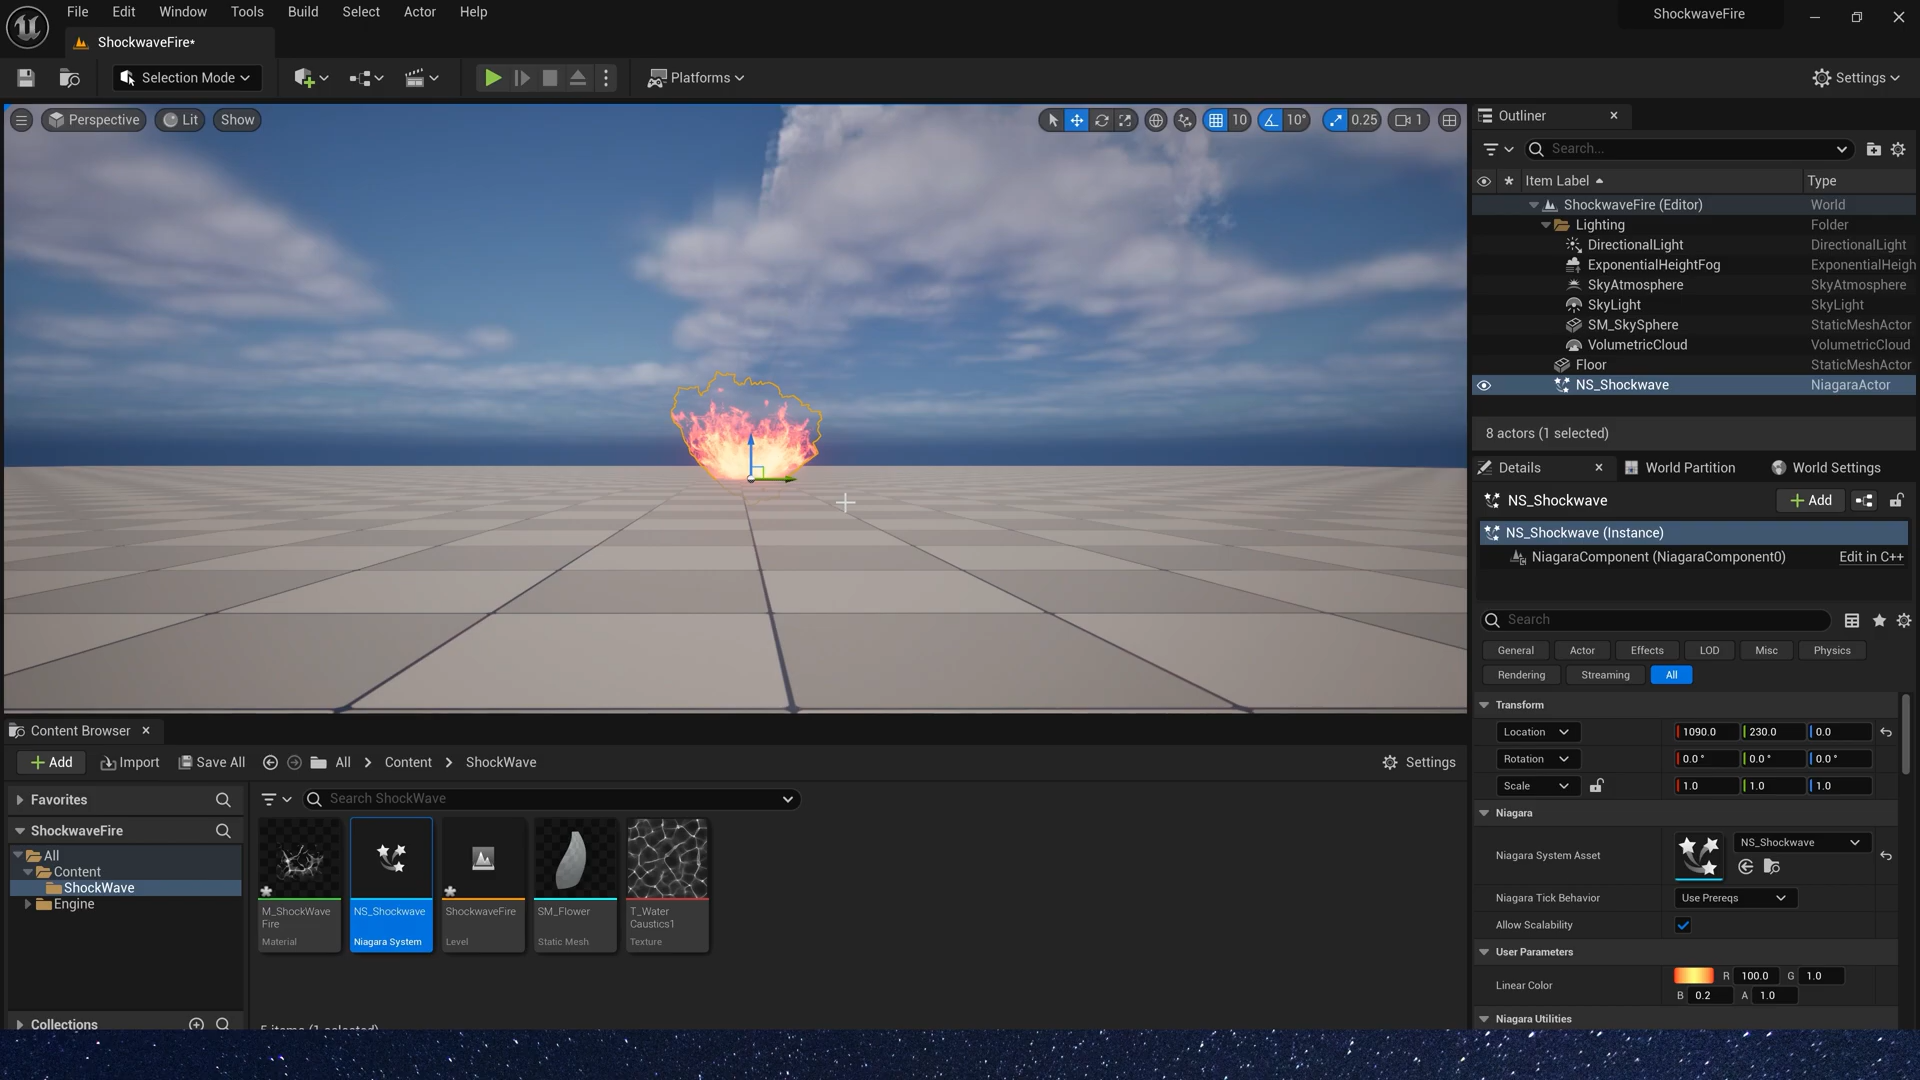 File Edit Window Tools Build Select Actor Help
ShockwaveFire
ShockwaveFire*
Selection Mode
Platforms
Settings
Perspective Lit Show
10 10° 0.25 1
Outliner
Search...
Item Label Type
ShockwaveFire (Editor) World
Lighting Folder
DirectionalLight DirectionalLight
ExponentialHeightFog ExponentialHeigh
SkyAtmosphere SkyAtmosphere
SkyLight SkyLight
SM_SkySphere StaticMeshActor
VolumetricCloud VolumetricCloud
Floor StaticMeshActor
NS_Shockwave NiagaraActor
8 actors (1 selected)
Details World Partition World Settings
NS_Shockwave Add
NS_Shockwave (Instance)
NiagaraComponent (NiagaraComponent0) Edit in C++
Search
General Actor Effects LOD Misc Physics
Rendering Streaming All
Transform
Location 1090.0 230.0 0.0
Rotation 0.0° 0.0° 0.0°
Scale 1.0 1.0 1.0
Niagara
Niagara System Asset NS_Shockwave
Niagara Tick Behavior Use Prereqs
Allow Scalability
User Parameters
Linear Color R 100.0 G 1.0
B 0.2 A 1.0
Niagara Utilities
Content Browser
Add Import Save All All Content ShockWave Settings
Favorites
Search ShockWave
ShockwaveFire
All
Content
ShockWave
Engine
Collections
M_ShockWave
Fire
Material
NS_Shockwave
Niagara System
ShockwaveFire
Level
SM_Flower
Static Mesh
T_Water
Caustics1
Texture
5 items (1 selected)